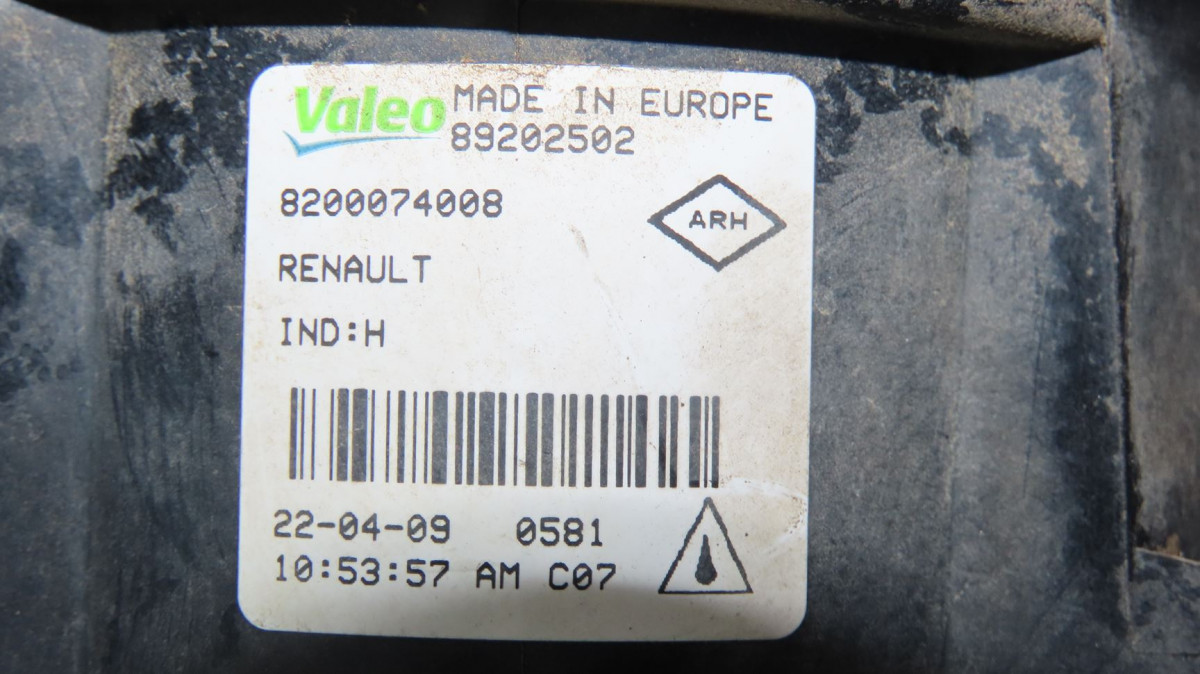 Valeo MADE IN EUROPE
89202502
8200074008
ARH
RENAULT
IND:H
22-04-09 0581
10:53:57 AM C07